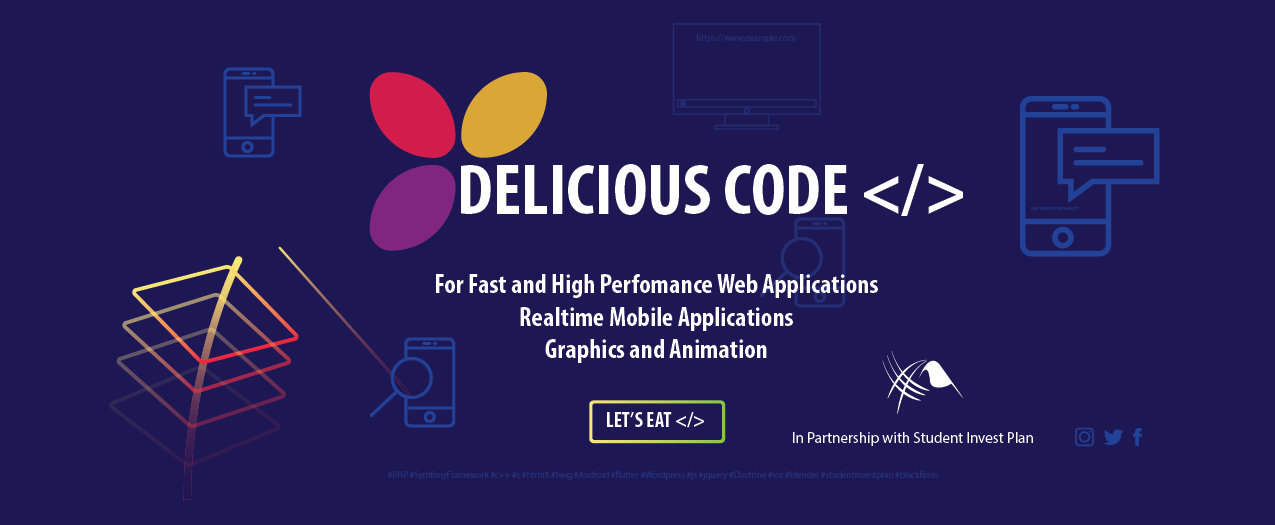 https://www.example.com
DELICIOUS CODE </>
For Fast and High Perfomance Web Applications
Realtime Mobile Applications
Graphics and Animation
LET'S EAT </>
In Partnership with Student Invest Plan
#PHP #SymfonyFramework #c++ #c #html5 #twig #Android #flutter #Wordpress #js #jquery #Doctrine #ios #blender #studentinvestplan